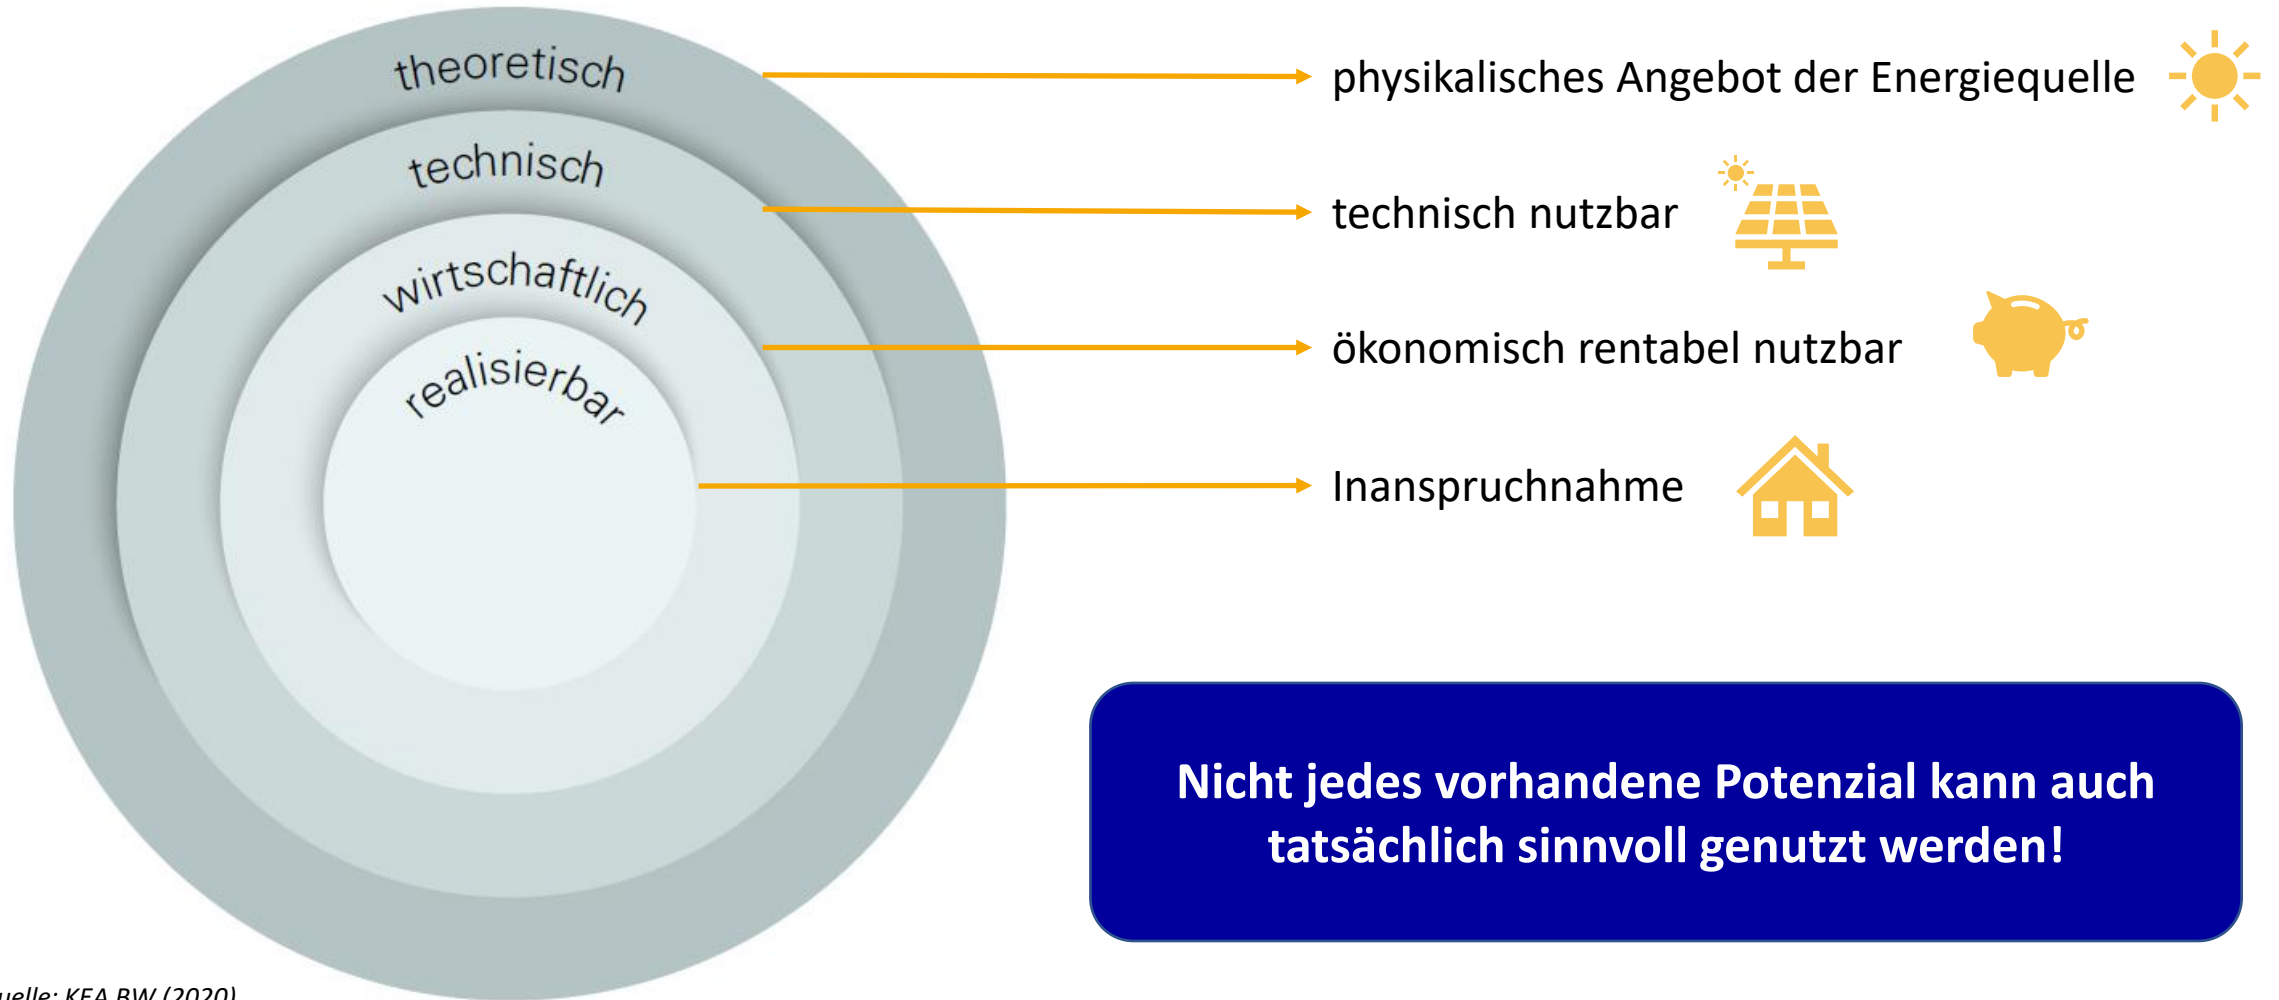 theoretisch
physikalisches Angebot der Energiequelle
technisch
technisch nutzbar
wirtschaftlich
ökonomisch rentabel nutzbar
realisierbar
Inanspruchnahme
Nicht jedes vorhandene Potenzial kann auch
tatsächlich sinnvoll genutzt werden!
KEA BW (2020)